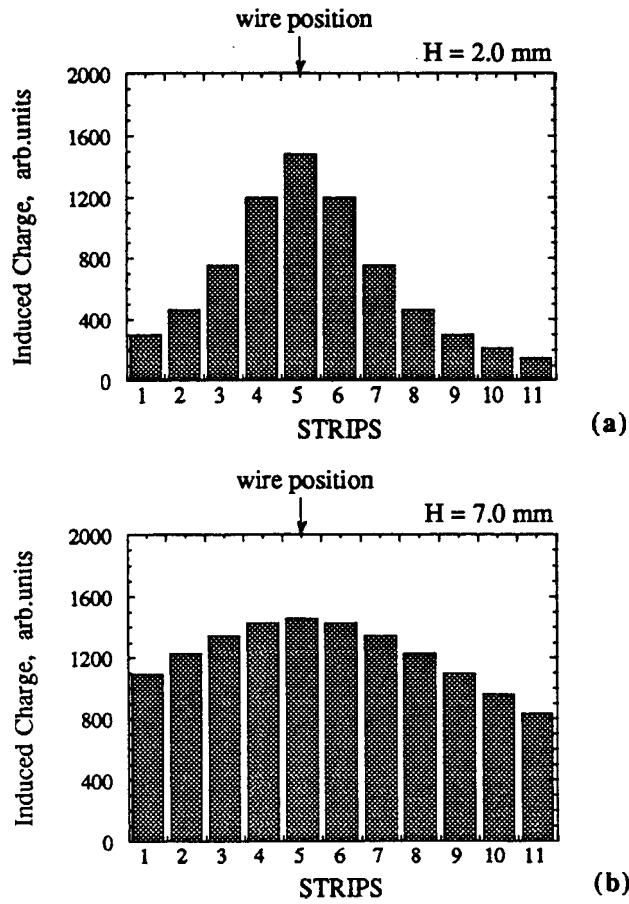 wire position
H = 2.0 mm
2000
1600
1200
800
400
0
Induced Charge, arb.units
1 2 3 4 5 6 7 8 9 10 11
STRIPS
(a)
wire position
H = 7.0 mm
2000
1600
1200
800
400
0
Induced Charge, arb.units
1 2 3 4 5 6 7 8 9 10 11
STRIPS
(b)